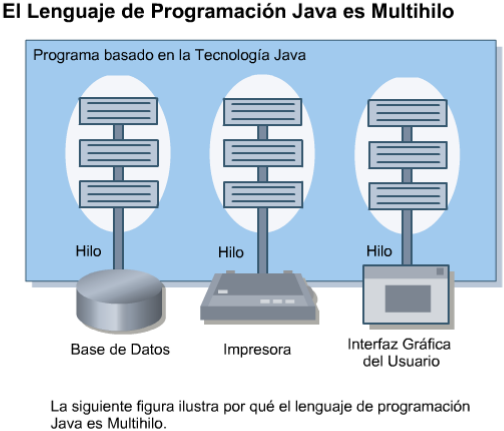 El Lenguaje de Programación Java es Multihilo
Programa basado en la Tecnología Java
Hilo
Hilo
Hilo
Base de Datos
Impresora
Interfaz Gráfica
del Usuario
La siguiente figura ilustra por qué el lenguaje de programación
Java es Multihilo.